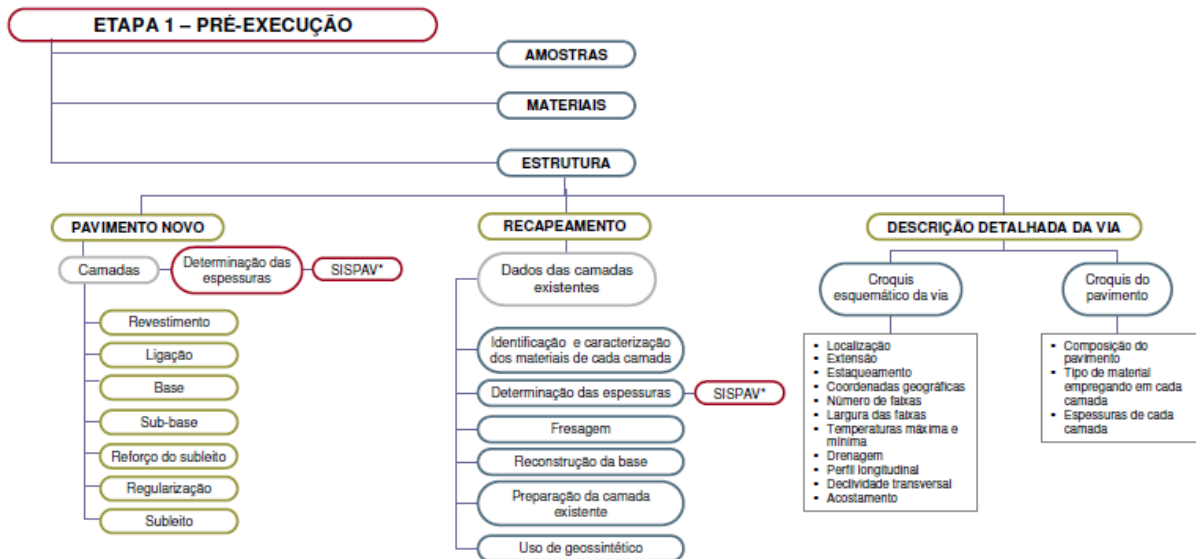 ETAPA 1 – PRÉ-EXECUÇÃO
AMOSTRAS
MATERIAIS
ESTRUTURA
PAVIMENTO NOVO
Camadas
Determinação das
espessuras
SISPAV*
Revestimento
Ligação
Base
Sub-base
Reforço do subleito
Regularização
Subleito
RECAPEAMENTO
Dados das camadas
existentes
Identificação e caracterização
dos materiais de cada camada
Determinação das espessuras
SISPAV*
Fresagem
Reconstrução da base
Preparação da camada
existente
Uso de geossintético
DESCRIÇÃO DETALHADA DA VIA
Croquis
esquemático da via
▪ Localização
▪ Extensão
▪ Estaqueamento
▪ Coordenadas geográficas
▪ Número de faixas
▪ Largura das faixas
▪ Temperaturas máxima e
mínima
▪ Drenagem
▪ Perfil longitudinal
▪ Declividade transversal
▪ Acostamento
Croquis do
pavimento
▪ Composição do
pavimento
▪ Tipo de material
empregando em cada
camada
▪ Espessuras de cada
camada